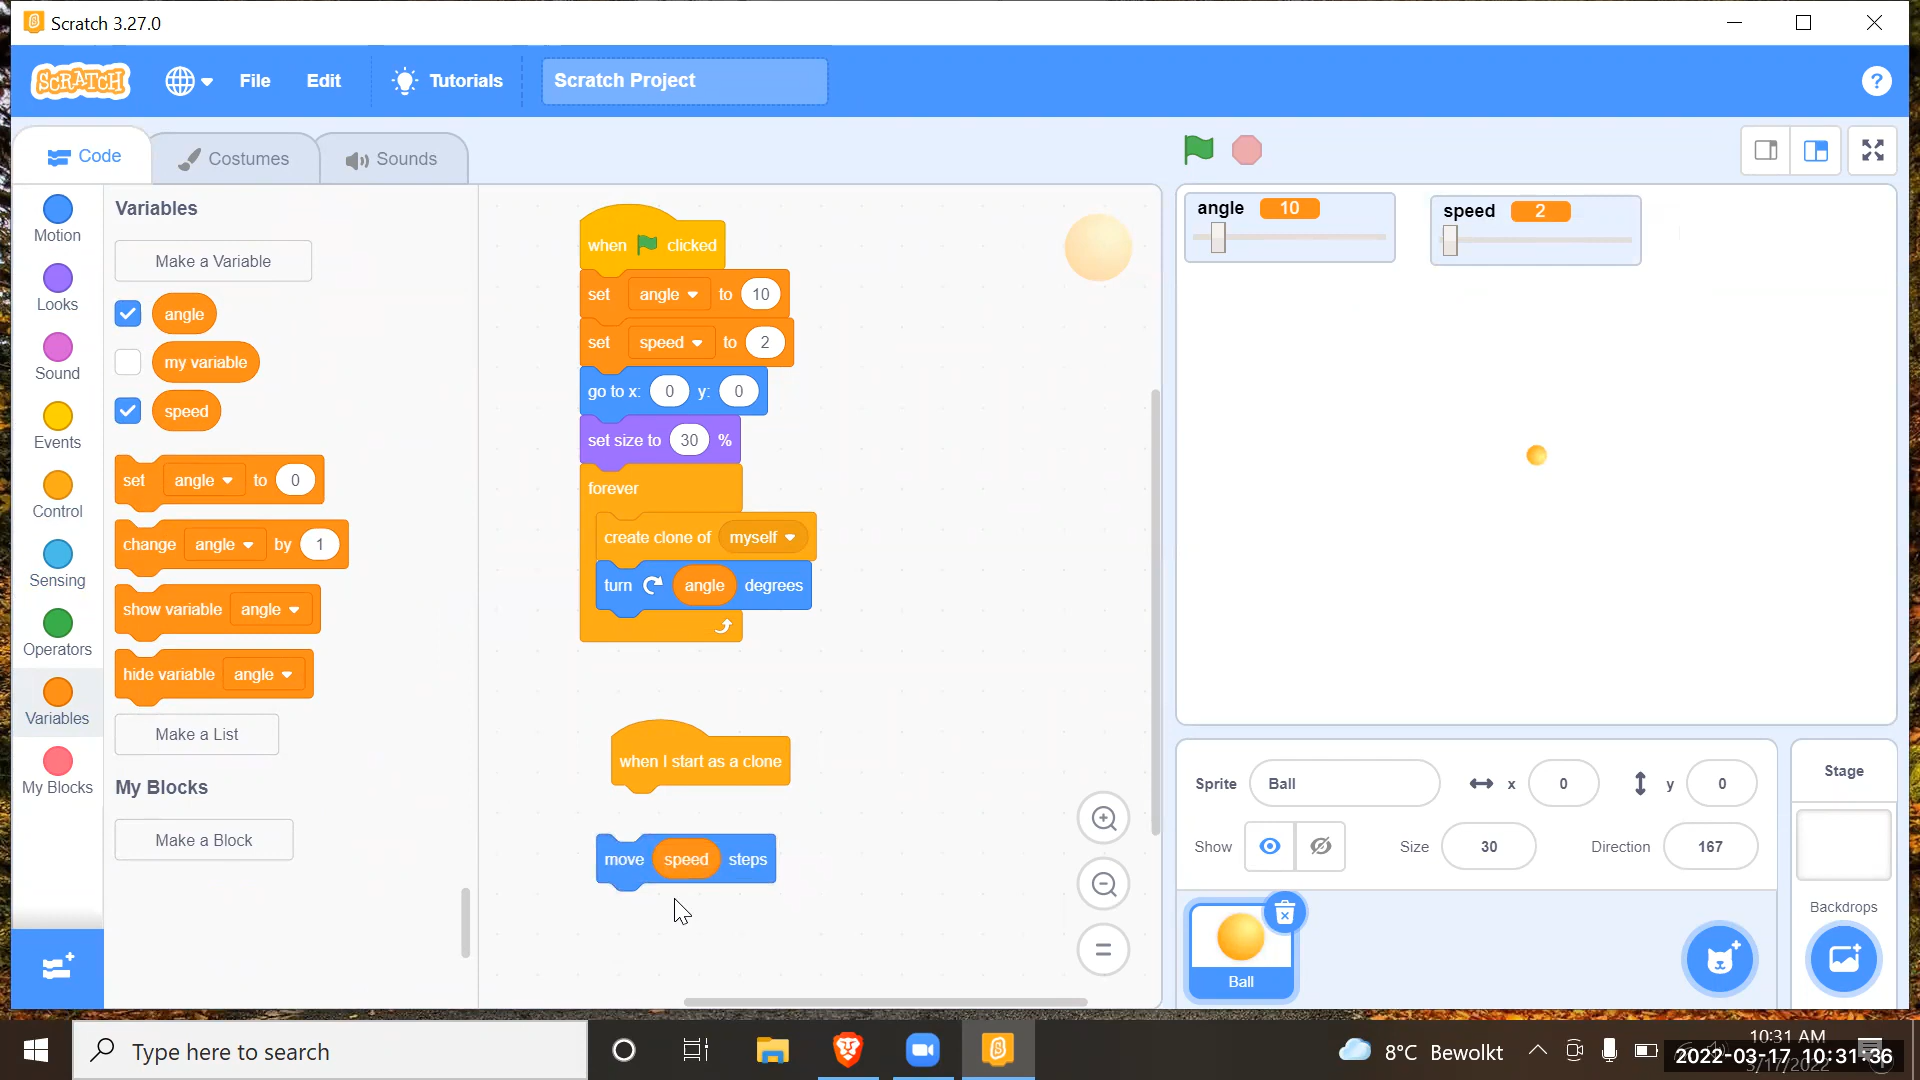 Scratch 3.27.0
SCRATCH File Edit Tutorials Scratch Project ?
Code Costumes Sounds
Motion
Looks
Sound
Events
Control
Sensing
Operators
Variables
My Blocks
Variables
Make a Variable
angle
my variable
speed
set angle to 0
change angle by 1
show variable angle
hide variable angle
Make a List
My Blocks
Make a Block
when clicked
set angle to 10
set speed to 2
go to x: 0 y: 0
set size to 30 %
forever
create clone of myself
turn angle degrees
when I start as a clone
move speed steps
angle 10
speed 2
Sprite Ball x 0 y 0
Show Size 30 Direction 167
Ball
Stage
Backdrops
Type here to search
8°C Bewolkt
10:31 AM
3/17/2022
2022-03-17 10:31:36